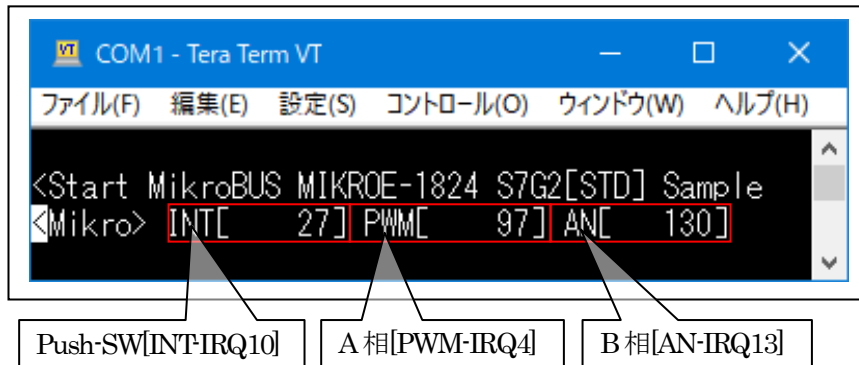 COM1 - Tera Term VT
ファイル(F) 編集(E) 設定(S) コントロール(O) ウィンドウ(W) ヘルプ(H)
<Start MikroBUS MIKROE-1824 S7G2[STD] Sample
<Mikro> INT[ 27] PWM[ 97] AN[ 130]
Push-SW[INT-IRQ10] A相[PWM-IRQ4] B相[AN-IRQ13]